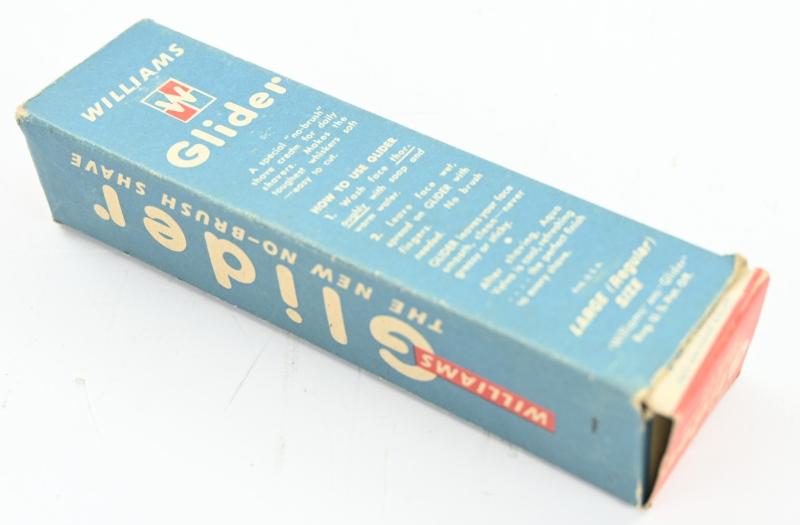 WILLIAMS
W
Glider
A special "no-brush"
shave cream for daily
shavers. Makes the
toughest whiskers soft
—easy to cut.
HOW TO USE GLIDER
1. Wash face thor-
oughly with soap and
warm water.
2. Leave face wet,
spread on GLIDER with
fingers. No brush
needed.
GLIDER leaves your face
smooth, clean—never
greasy or sticky.
After shaving, Aqua
Velva is cool, refreshing
. . . . the perfect finish
to every shave.
LARGE (Regular)
SIZE
"Williams" and "Glider"
Reg. U. S. Pat. Off.
WILLIAMS
Glider
THE NEW NO-BRUSH SHAVE